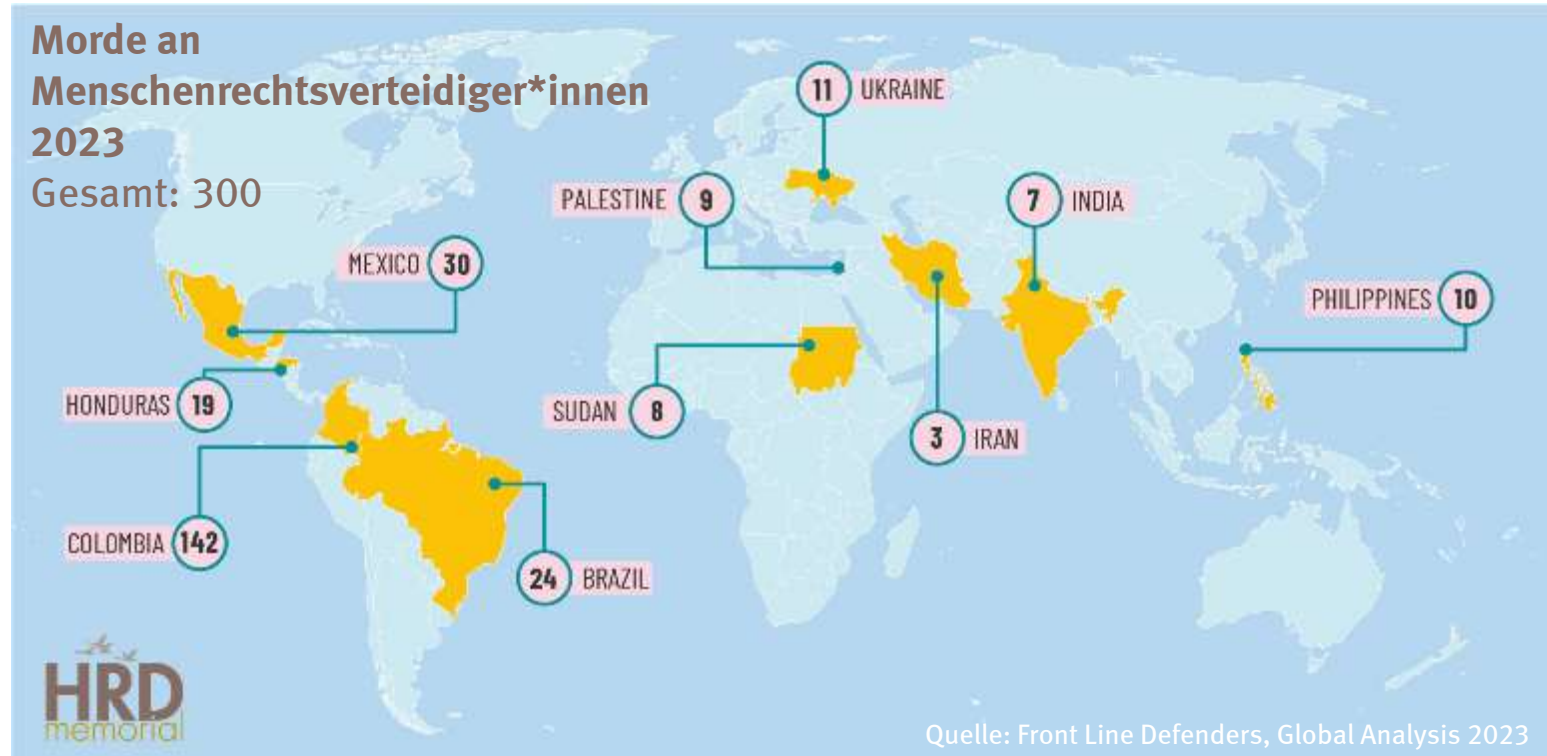 Morde an
Menschenrechtsverteidiger*innen
2023
Gesamt: 300
11 UKRAINE
PALESTINE 9
7 INDIA
MEXICO 30
PHILIPPINES 10
HONDURAS 19
SUDAN 8
3 IRAN
COLOMBIA 142
24 BRAZIL
HRD
memorial
Quelle: Front Line Defenders, Global Analysis 2023